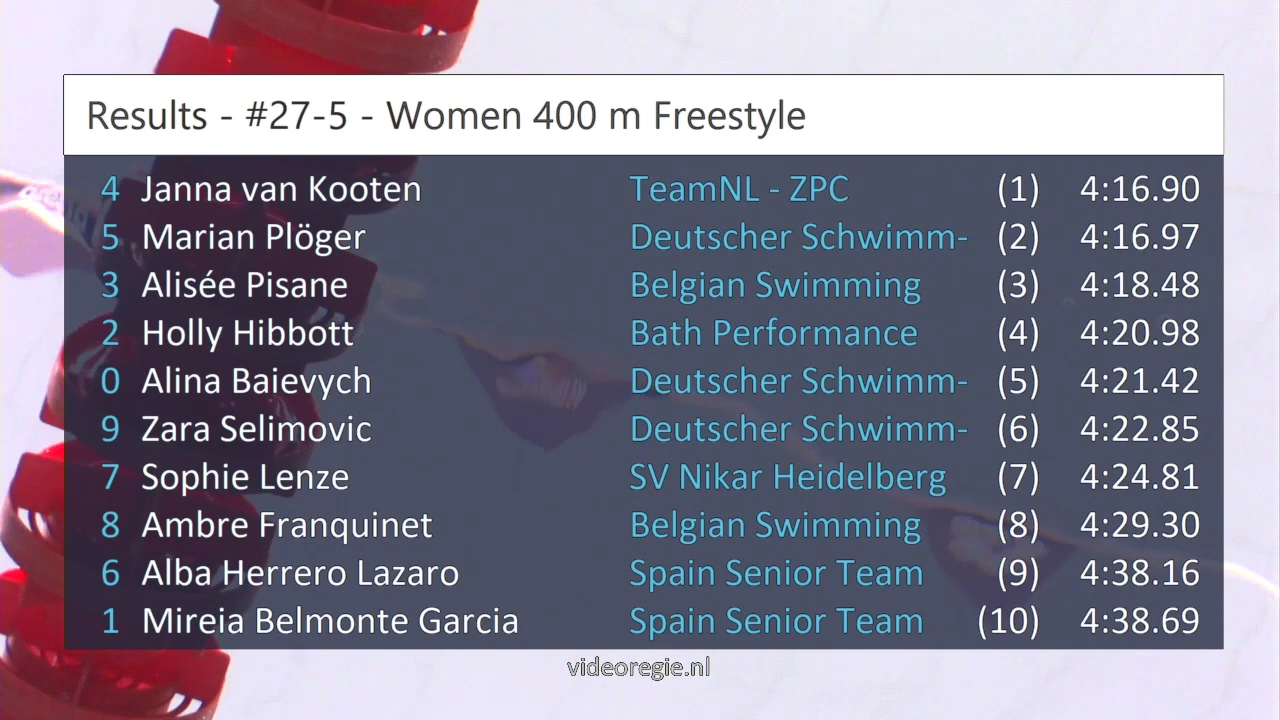 Results - #27-5 - Women 400 m Freestyle
4 Janna van Kooten TeamNL - ZPC (1) 4:16.90
5 Marian Plöger Deutscher Schwimm- (2) 4:16.97
3 Alisée Pisane Belgian Swimming (3) 4:18.48
2 Holly Hibbott Bath Performance (4) 4:20.98
0 Alina Baievych Deutscher Schwimm- (5) 4:21.42
9 Zara Selimovic Deutscher Schwimm- (6) 4:22.85
7 Sophie Lenze SV Nikar Heidelberg (7) 4:24.81
8 Ambre Franquinet Belgian Swimming (8) 4:29.30
6 Alba Herrero Lazaro Spain Senior Team (9) 4:38.16
1 Mireia Belmonte Garcia Spain Senior Team (10) 4:38.69
videoregie.nl